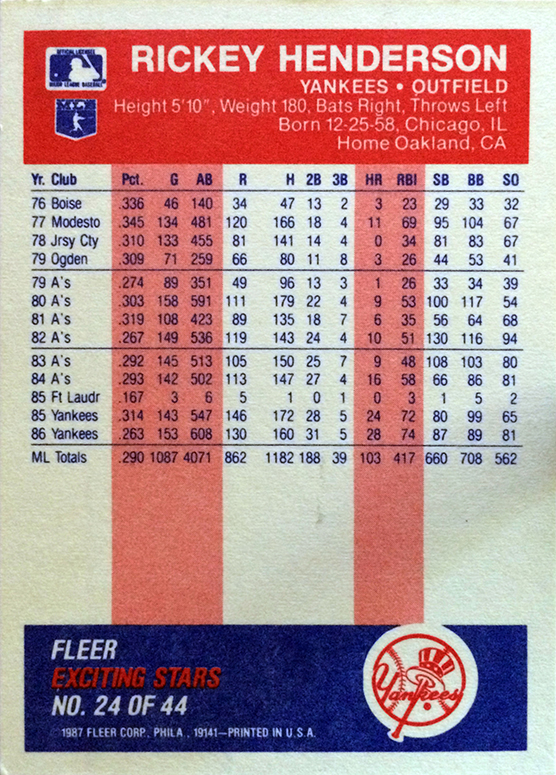 OFFICIAL LICENSEE
MAJOR LEAGUE BASEBALL
RICKEY HENDERSON
YANKEES • OUTFIELD
Height 5'10", Weight 180, Bats Right, Throws Left
Born 12-25-58, Chicago, IL
Home Oakland, CA
Yr. Club Pct. G AB R H 2B 3B HR RBI SB BB SO
76 Boise .336 46 140 34 47 13 2 3 23 29 33 32
77 Modesto .345 134 481 120 166 18 4 11 69 95 104 67
78 Jrsy Cty .310 133 455 81 141 14 4 0 34 81 83 67
79 Ogden .309 71 259 66 80 11 8 3 26 44 53 41
79 A's .274 89 351 49 96 13 3 1 26 33 34 39
80 A's .303 158 591 111 179 22 4 9 53 100 117 54
81 A's .319 108 423 89 135 18 7 6 35 56 64 68
82 A's .267 149 536 119 143 24 4 10 51 130 116 94
83 A's .292 145 513 105 150 25 7 9 48 108 103 80
84 A's .293 142 502 113 147 27 4 16 58 66 86 81
85 Ft Laudr .167 3 6 5 1 0 1 0 3 1 5 2
85 Yankees .314 143 547 146 172 28 5 24 72 80 99 65
86 Yankees .263 153 608 130 160 31 5 28 74 87 89 81
ML Totals .290 1087 4071 862 1182 188 39 103 417 660 708 562
FLEER
EXCITING STARS
NO. 24 OF 44
1987 FLEER CORP., PHILA., 19141—PRINTED IN U.S.A.
Yankees